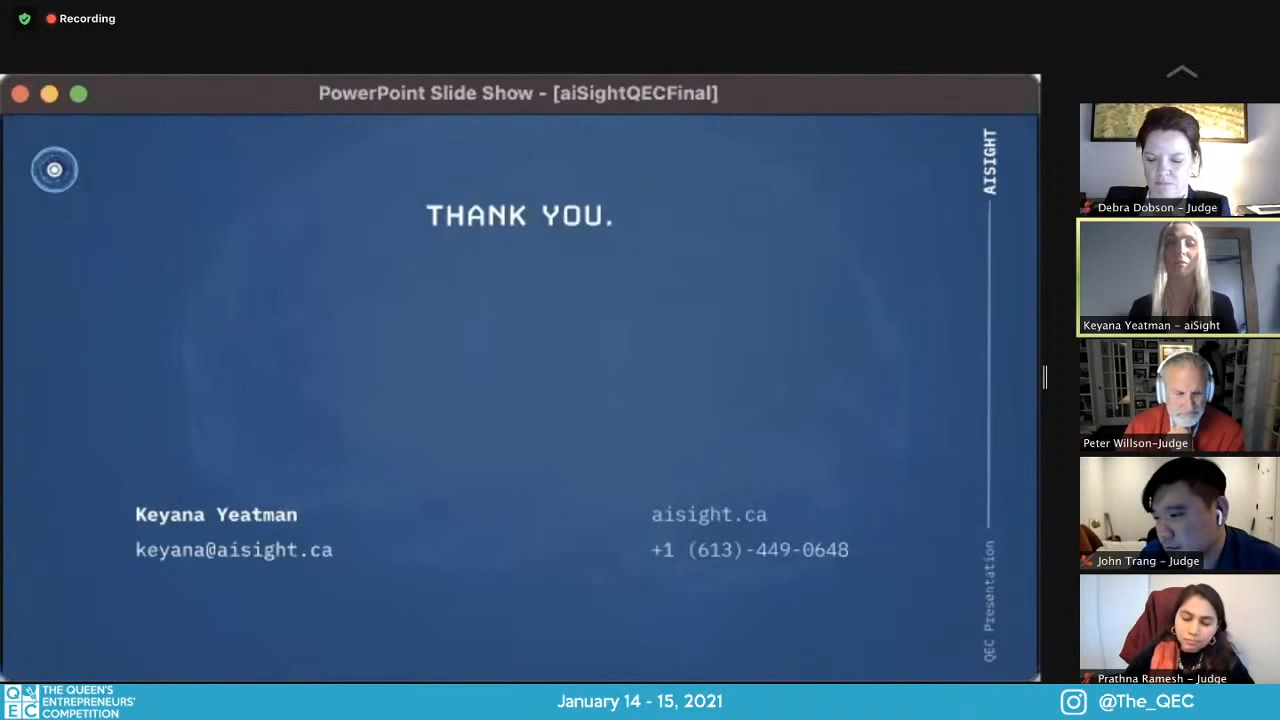 Recording
PowerPoint Slide Show - [aiSightQECFinal]
AISIGHT
THANK YOU.
Keyana Yeatman
keyana@aisight.ca
aisight.ca
+1 (613)-449-0648
QEC Presentation
Debra Dobson - Judge
Keyana Yeatman - aiSight
Peter Willson-Judge
John Trang - Judge
Prathna Ramesh - Judge
QEC
THE QUEEN'S
ENTREPRENEURS'
COMPETITION
January 14 - 15, 2021
@The_QEC